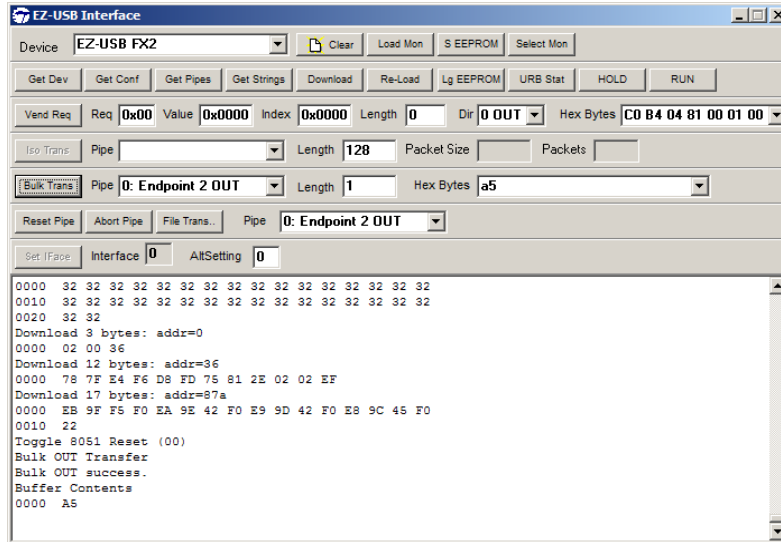 EZ-USB Interface
Device EZ-USB FX2 Clear Load Mon S EEPROM Select Mon
Get Dev Get Conf Get Pipes Get Strings Download Re-Load Lg EEPROM URB Stat HOLD RUN
Vend Req Req 0x00 Value 0x0000 Index 0x0000 Length 0 Dir 0 OUT Hex Bytes C0 B4 04 81 00 01 00
Iso Trans Pipe Length 128 Packet Size Packets
Bulk Trans Pipe 0: Endpoint 2 OUT Length 1 Hex Bytes a5
Reset Pipe Abort Pipe File Trans.. Pipe 0: Endpoint 2 OUT
Set IFace Interface 0 AltSetting 0
0000 32 32 32 32 32 32 32 32 32 32 32 32 32 32 32 32
0010 32 32 32 32 32 32 32 32 32 32 32 32 32 32 32 32
0020 32 32
Download 3 bytes: addr=0
0000 02 00 36
Download 12 bytes: addr=36
0000 78 7F E4 F6 D8 FD 75 81 2E 02 02 EF
Download 17 bytes: addr=87a
0000 EB 9F F5 F0 EA 9E 42 F0 E9 9D 42 F0 E8 9C 45 F0
0010 22
Toggle 8051 Reset (00)
Bulk OUT Transfer
Bulk OUT success.
Buffer Contents
0000 A5